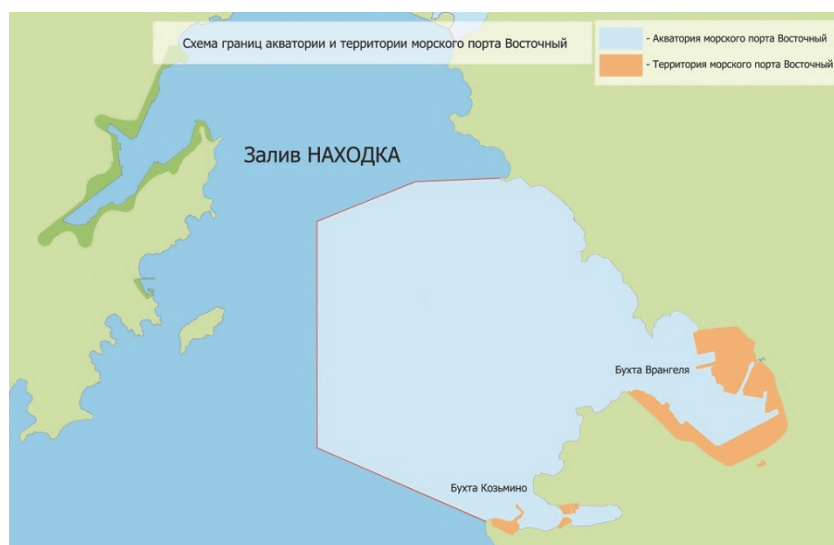 Схема границ акватории и территории морского порта Восточный
- Акватория морского порта Восточный
- Территория морского порта Восточный
Залив НАХОДКА
Бухта Врангеля
Бухта Козьмино